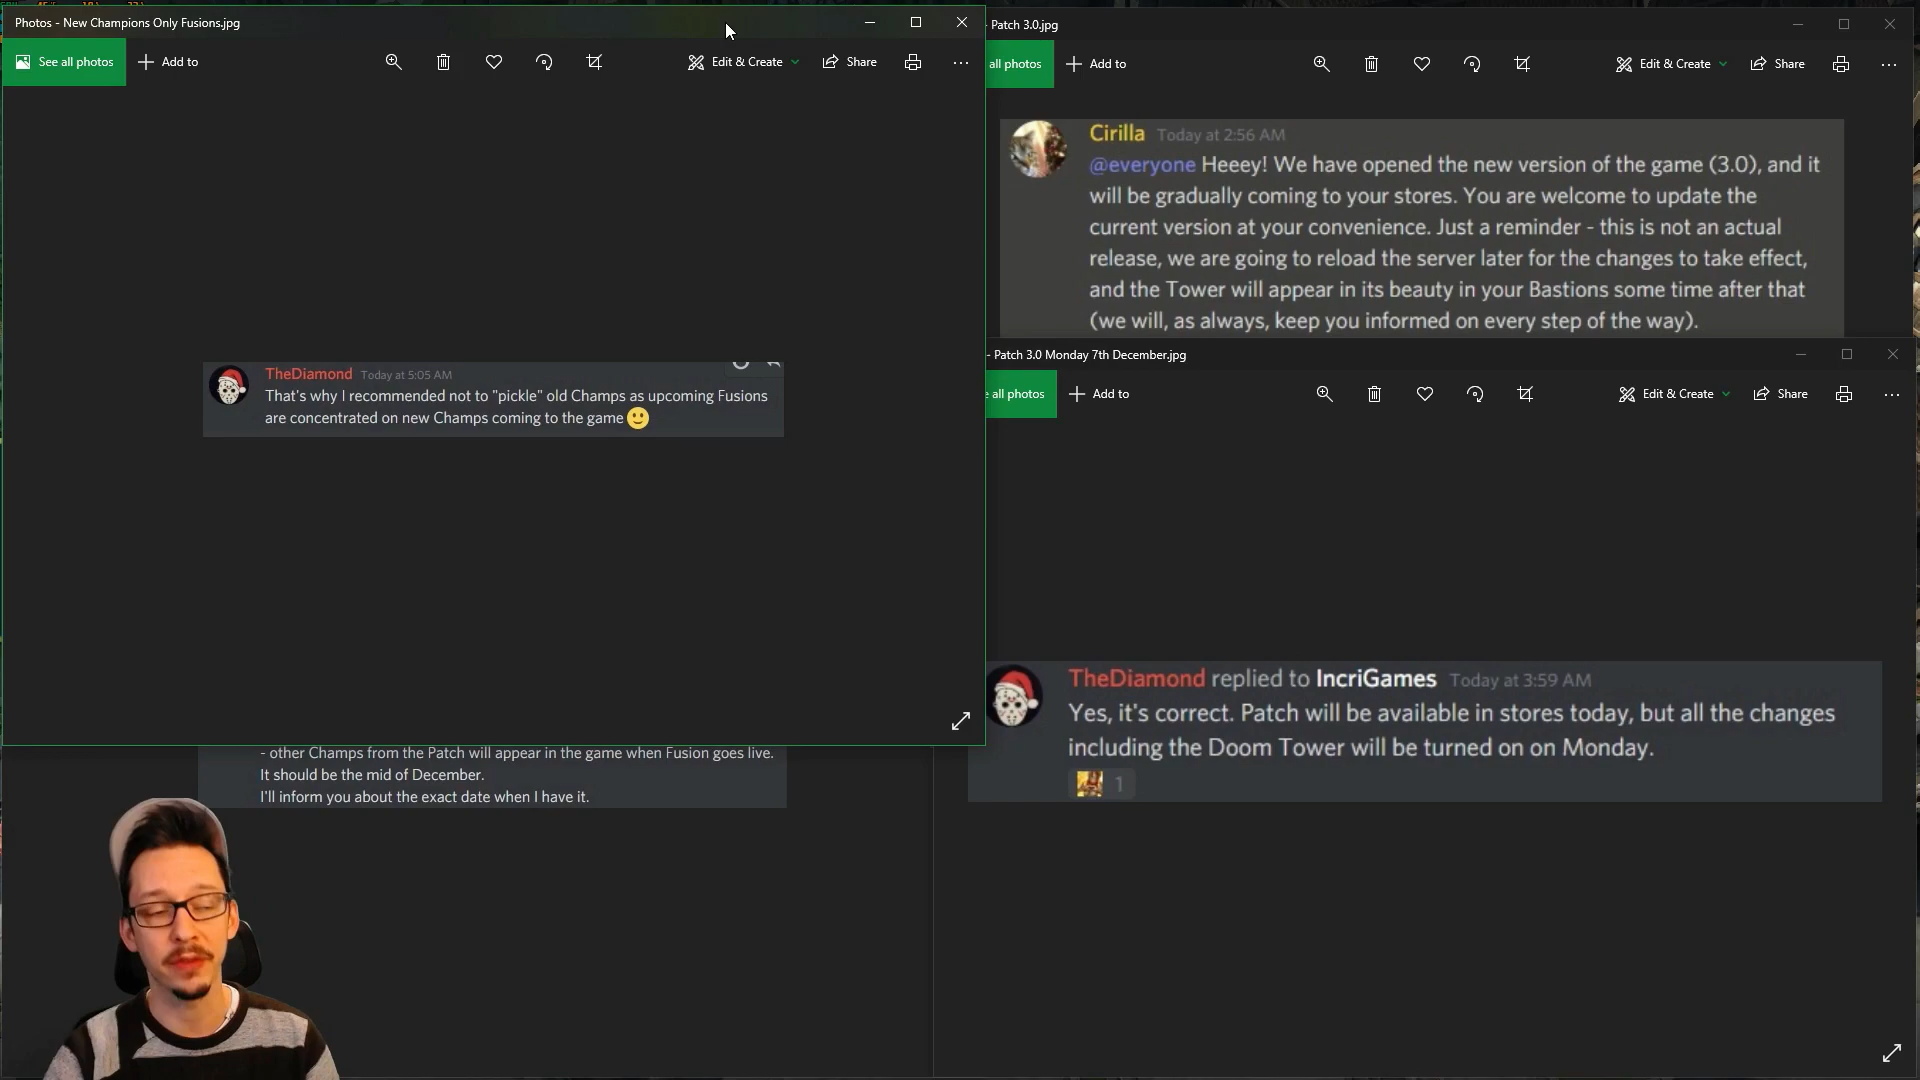 Photos - New Champions Only Fusions.jpg
See all photos
Add to
Edit & Create
Share
TheDiamond Today at 5:05 AM
That's why I recommended not to "pickle" old Champs as upcoming Fusions
are concentrated on new Champs coming to the game
- other Champs from the Patch will appear in the game when Fusion goes live.
It should be the mid of December.
I'll inform you about the exact date when I have it.
Patch 3.0.jpg
all photos
Add to
Edit & Create
Share
Cirilla Today at 2:56 AM
@everyone Heeey! We have opened the new version of the game (3.0), and it
will be gradually coming to your stores. You are welcome to update the
current version at your convenience. Just a reminder - this is not an actual
release, we are going to reload the server later for the changes to take effect,
and the Tower will appear in its beauty in your Bastions some time after that
(we will, as always, keep you informed on every step of the way).
- Patch 3.0 Monday 7th December.jpg
e all photos
Add to
Edit & Create
Share
TheDiamond replied to IncriGames Today at 3:59 AM
Yes, it's correct. Patch will be available in stores today, but all the changes
including the Doom Tower will be turned on on Monday.
1